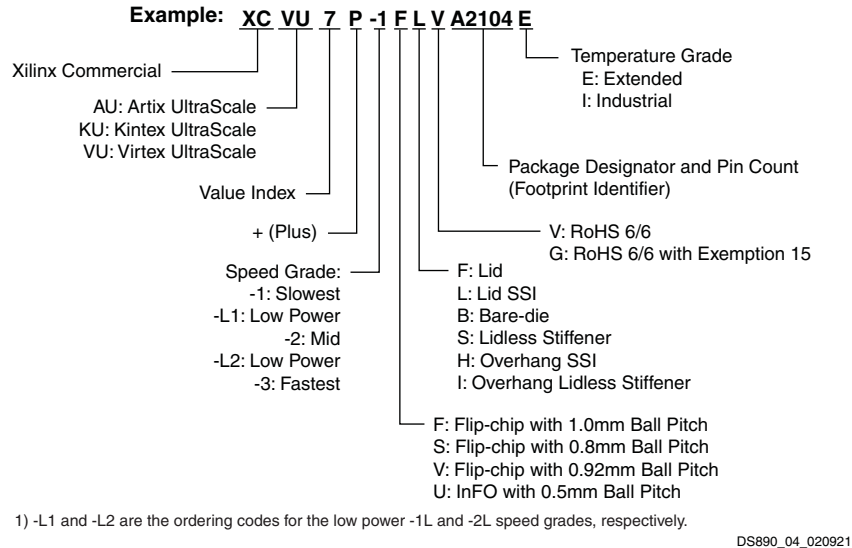 Example: XC VU 7 P -1 F L V A2104 E
Xilinx Commercial
AU: Artix UltraScale
KU: Kintex UltraScale
VU: Virtex UltraScale
Value Index
+ (Plus)
Speed Grade:
-1: Slowest
-L1: Low Power
-2: Mid
-L2: Low Power
-3: Fastest
Temperature Grade
E: Extended
I: Industrial
Package Designator and Pin Count
(Footprint Identifier)
V: RoHS 6/6
G: RoHS 6/6 with Exemption 15
F: Lid
L: Lid SSI
B: Bare-die
S: Lidless Stiffener
H: Overhang SSI
I: Overhang Lidless Stiffener
F: Flip-chip with 1.0mm Ball Pitch
S: Flip-chip with 0.8mm Ball Pitch
V: Flip-chip with 0.92mm Ball Pitch
U: InFO with 0.5mm Ball Pitch
1) -L1 and -L2 are the ordering codes for the low power -1L and -2L speed grades, respectively.
DS890_04_020921